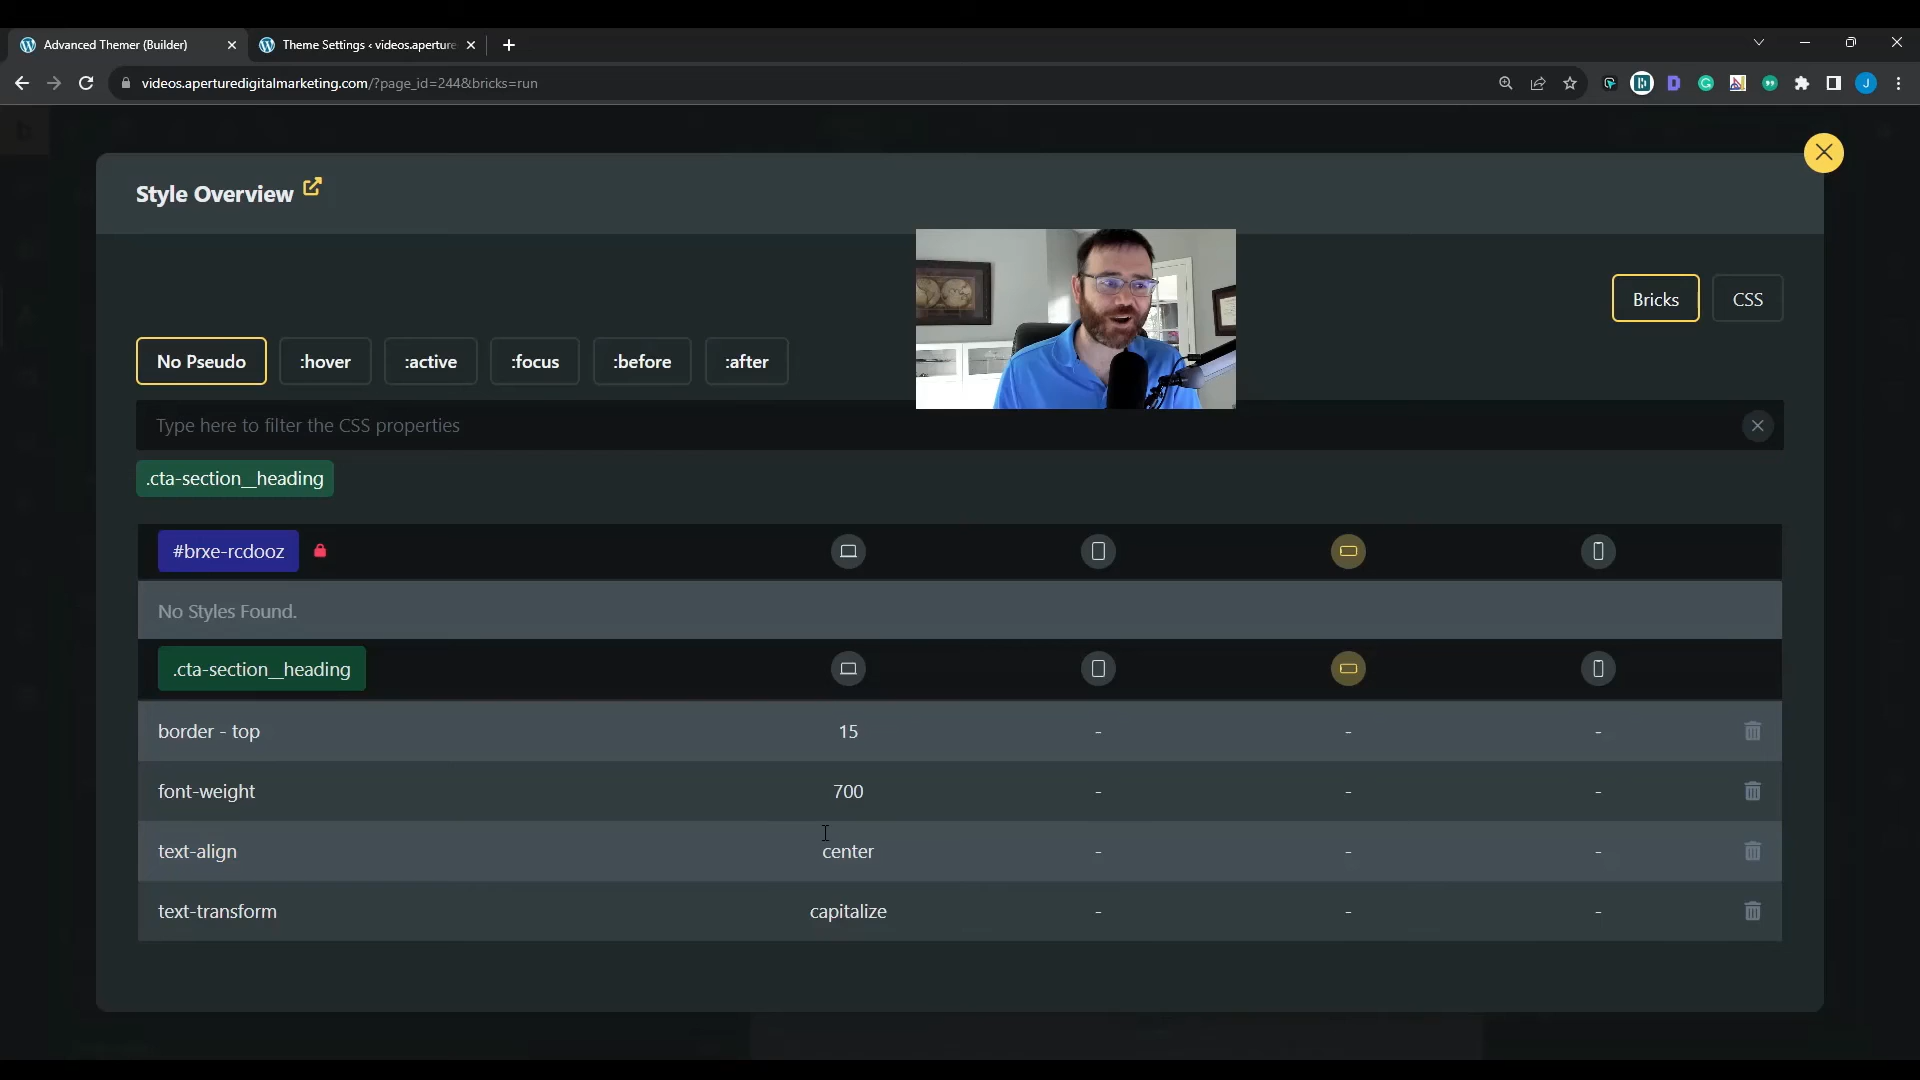 Advanced Themer (Builder)
Theme Settings ‹ videos.aperture
videos.aperturedigitalmarketing.com/?page_id=244&bricks=run
J
Style Overview
Bricks
CSS
No Pseudo
:hover
:active
:focus
:before
:after
Type here to filter the CSS properties
.cta-section__heading
#brxe-rcdooz
No Styles Found.
.cta-section__heading
border - top 15 - - -
font-weight 700 - - -
text-align center - - -
text-transform capitalize - - -